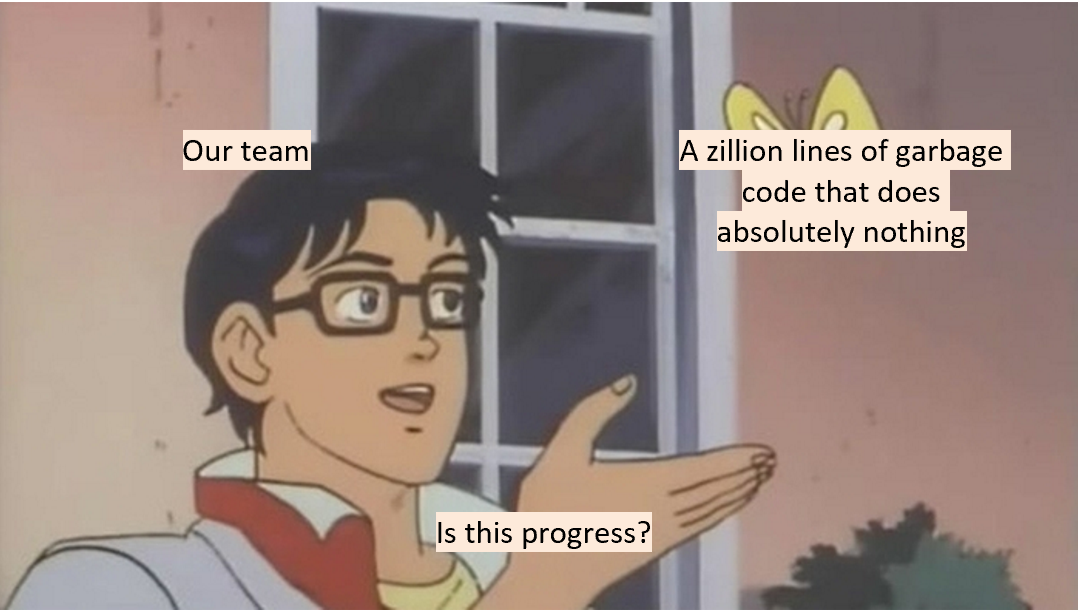 Our team
A zillion lines of garbage
code that does
absolutely nothing
Is this progress?